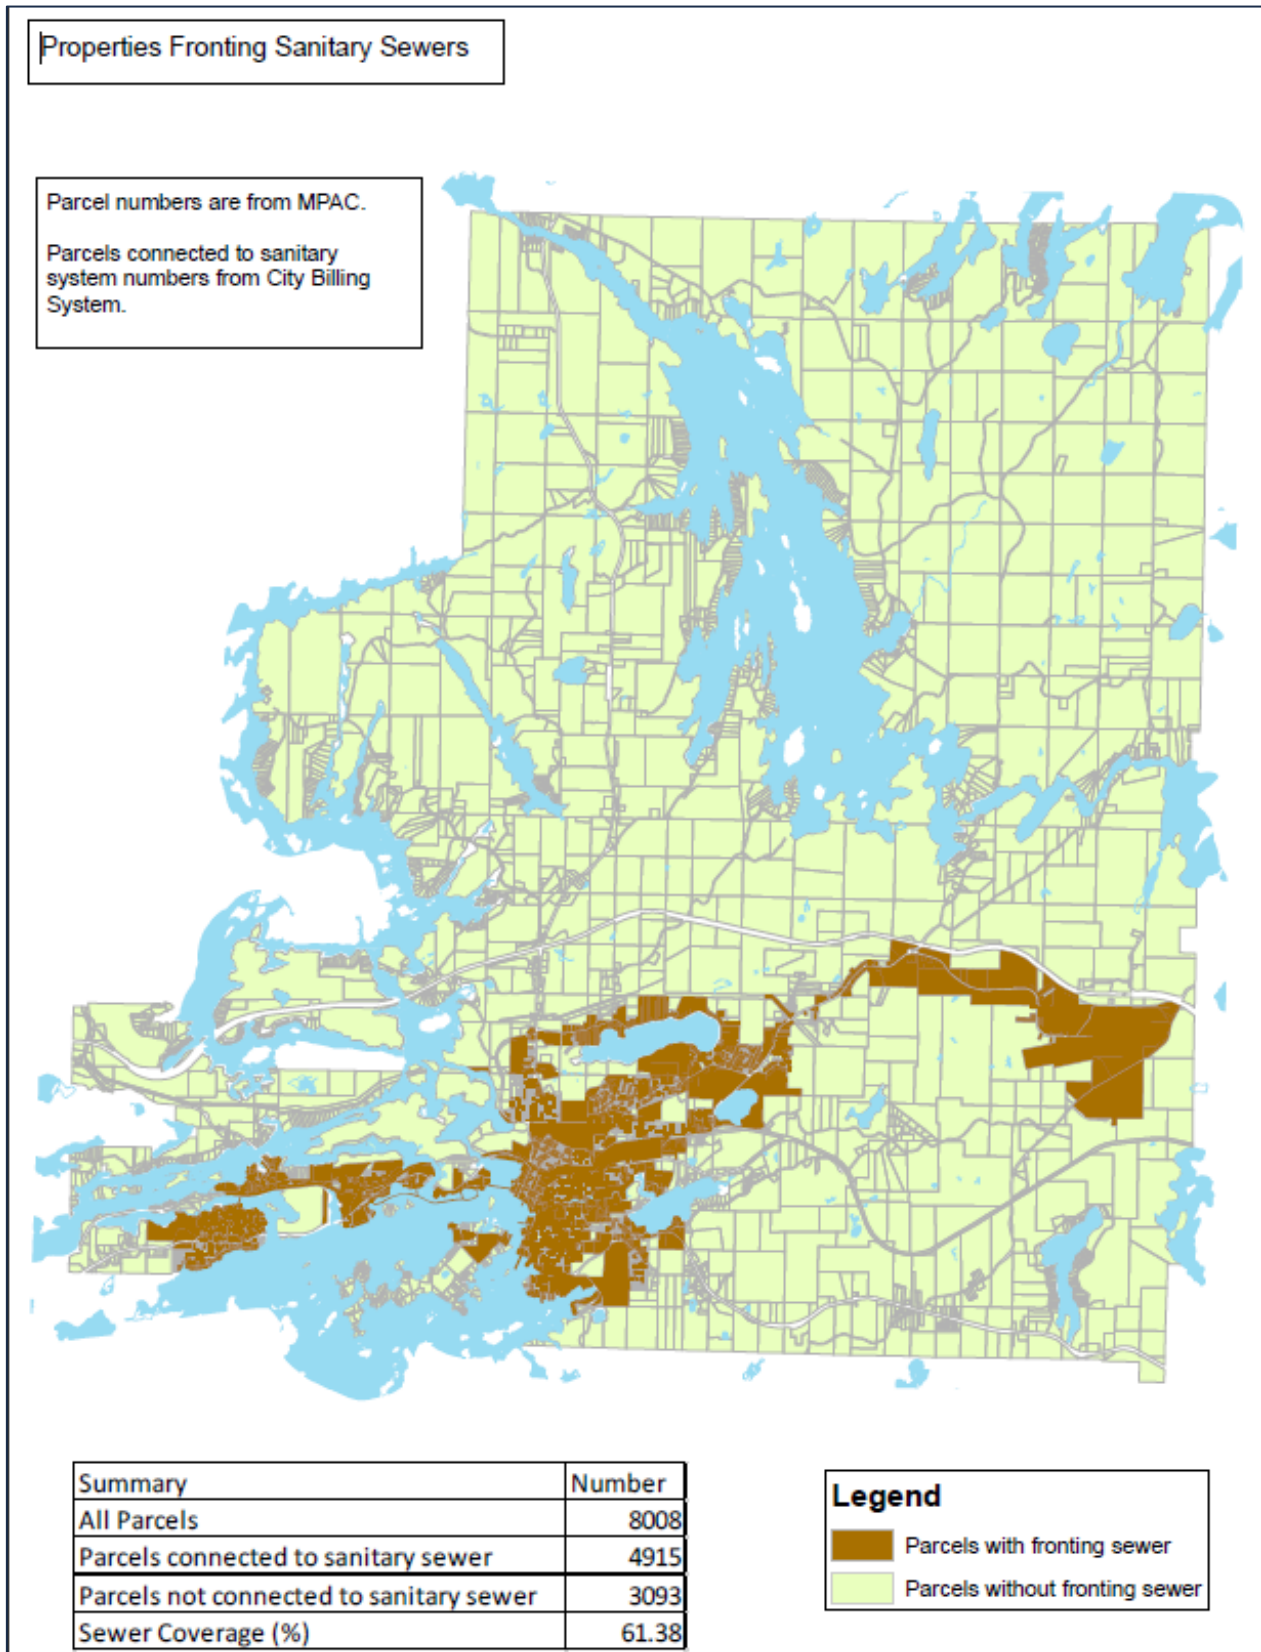 Properties Fronting Sanitary Sewers
Parcel numbers are from MPAC.
Parcels connected to sanitary
system numbers from City Billing
System.
Summary Number
All Parcels 8008
Parcels connected to sanitary sewer 4915
Parcels not connected to sanitary sewer 3093
Sewer Coverage (%) 61.38
Legend
Parcels with fronting sewer
Parcels without fronting sewer